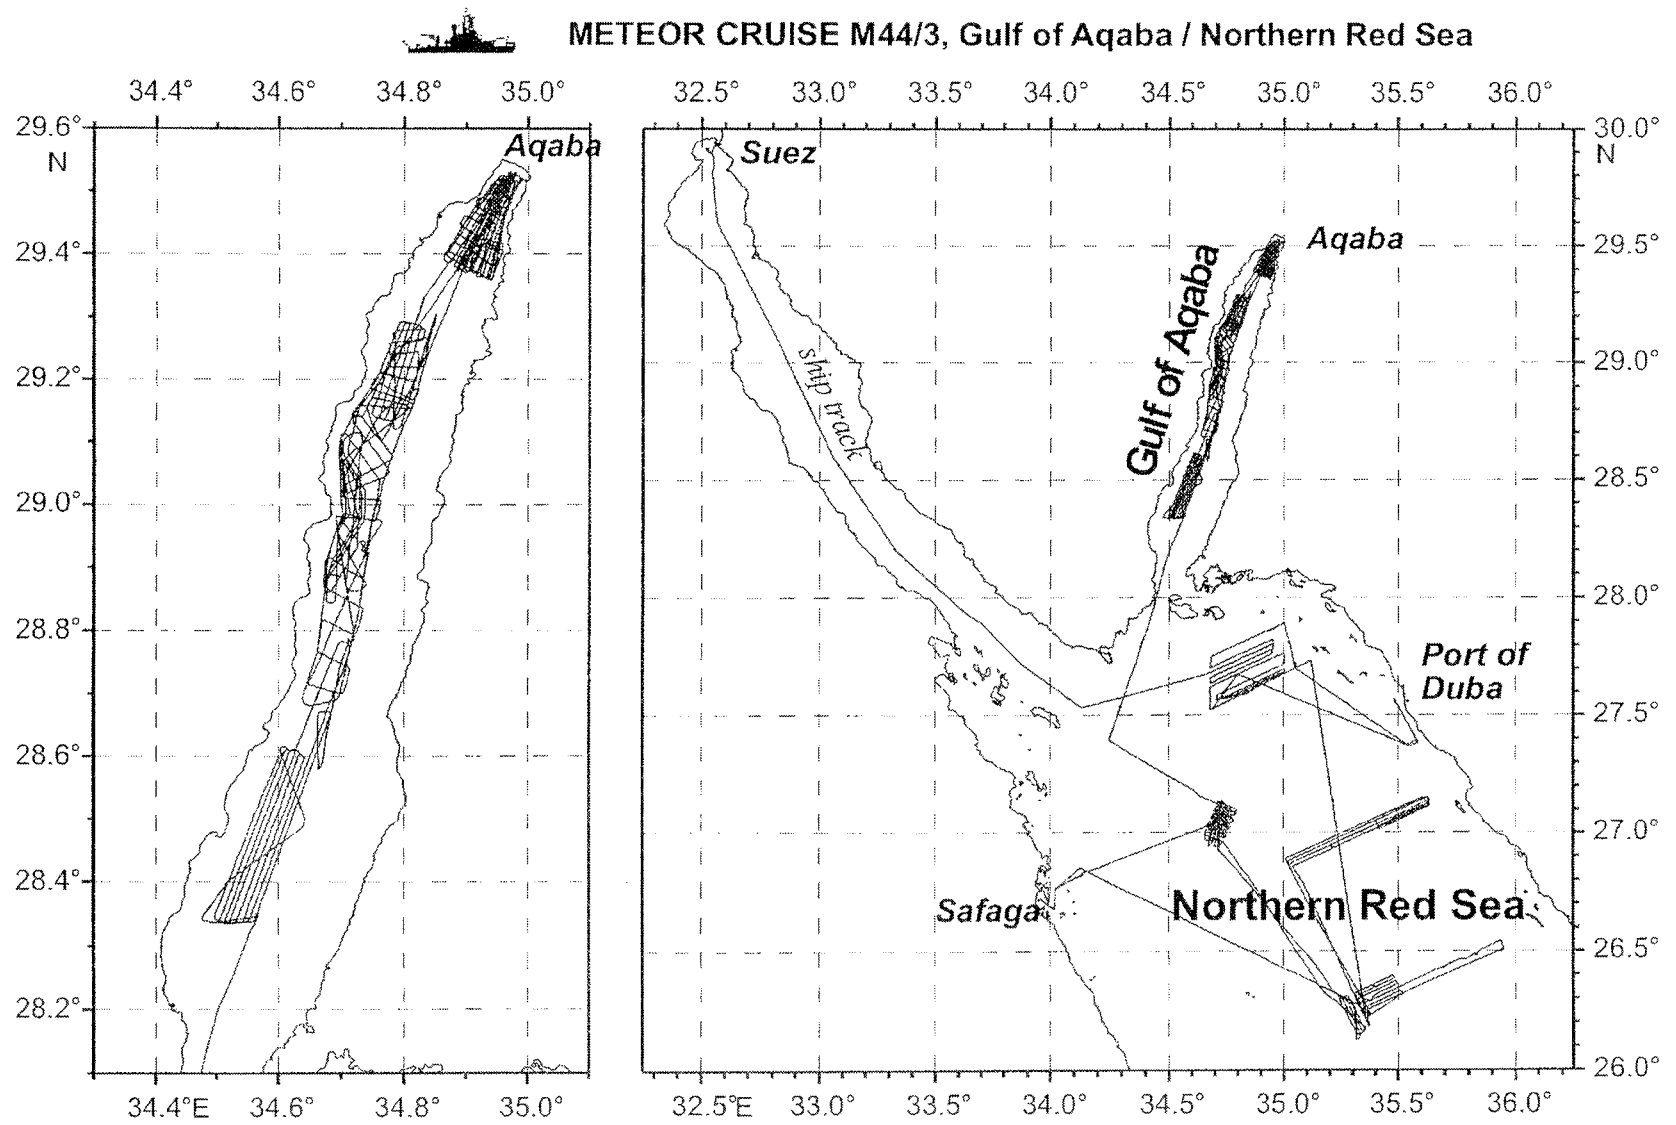 METEOR CRUISE M44/3, Gulf of Aqaba / Northern Red Sea
34.4° 34.6° 34.8° 35.0° 32.5° 33.0° 33.5° 34.0° 34.5° 35.0° 35.5° 36.0°
29.6°
N
29.4°
29.2°
29.0°
28.8°
28.6°
28.4°
28.2°
Aqaba
34.4°E 34.6° 34.8° 35.0°
Suez
Aqaba
Gulf of Aqaba
ship track
Port of
Duba
Safaga
Northern Red Sea
30.0°
N
29.5°
29.0°
28.5°
28.0°
27.5°
27.0°
26.5°
26.0°
32.5°E 33.0° 33.5° 34.0° 34.5° 35.0° 35.5° 36.0°